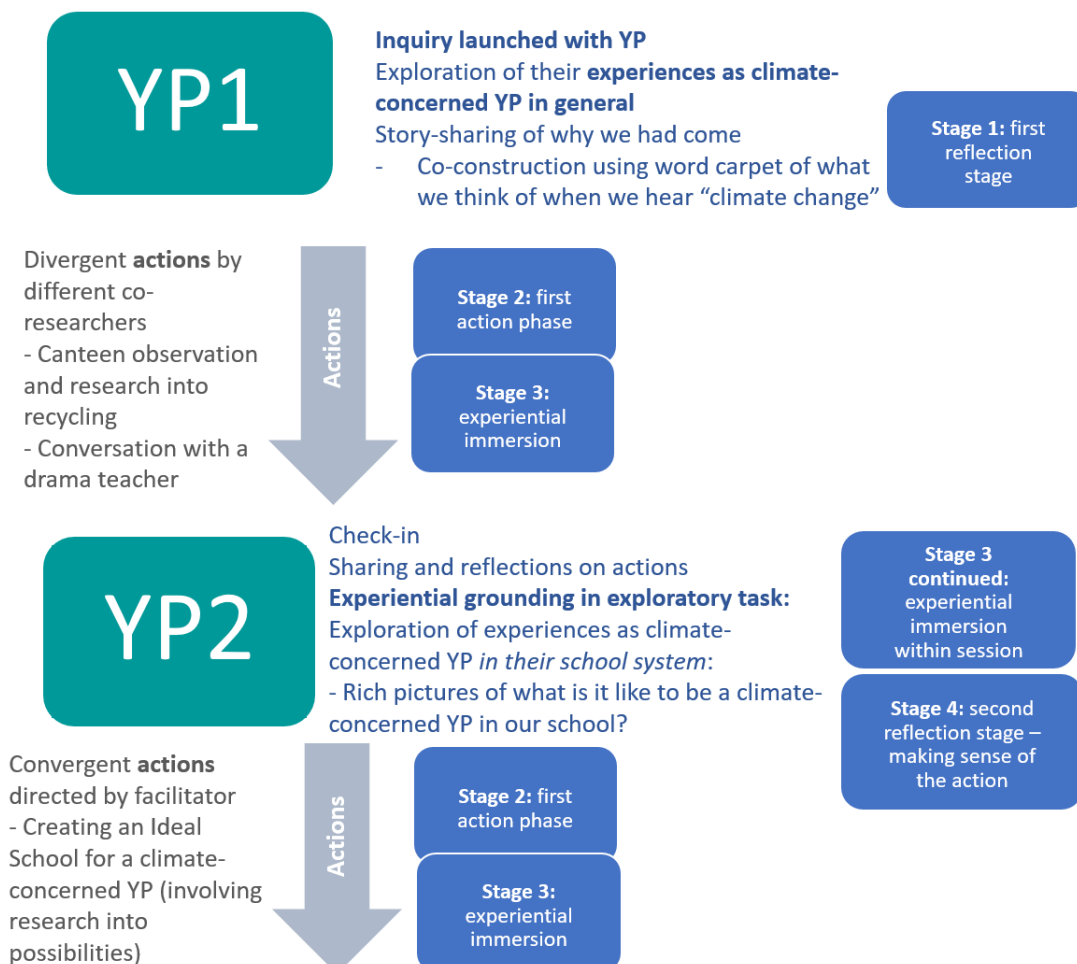 YP1
Inquiry launched with YP
Exploration of their experiences as climate-
concerned YP in general
Story-sharing of why we had come
- Co-construction using word carpet of what
we think of when we hear “climate change”
Stage 1: first
reflection
stage
Divergent actions by
different co-
researchers
- Canteen observation
and research into
recycling
- Conversation with a
drama teacher
Actions
Stage 2: first
action phase
Stage 3:
experiential
immersion
YP2
Check-in
Sharing and reflections on actions
Experiential grounding in exploratory task:
Exploration of experiences as climate-
concerned YP in their school system:
- Rich pictures of what is it like to be a climate-
concerned YP in our school?
Stage 3
continued:
experiential
immersion
within session
Stage 4: second
reflection stage –
making sense of
the action
Convergent actions
directed by facilitator
- Creating an Ideal
School for a climate-
concerned YP (involving
research into
possibilities)
Actions
Stage 2: first
action phase
Stage 3:
experiential
immersion